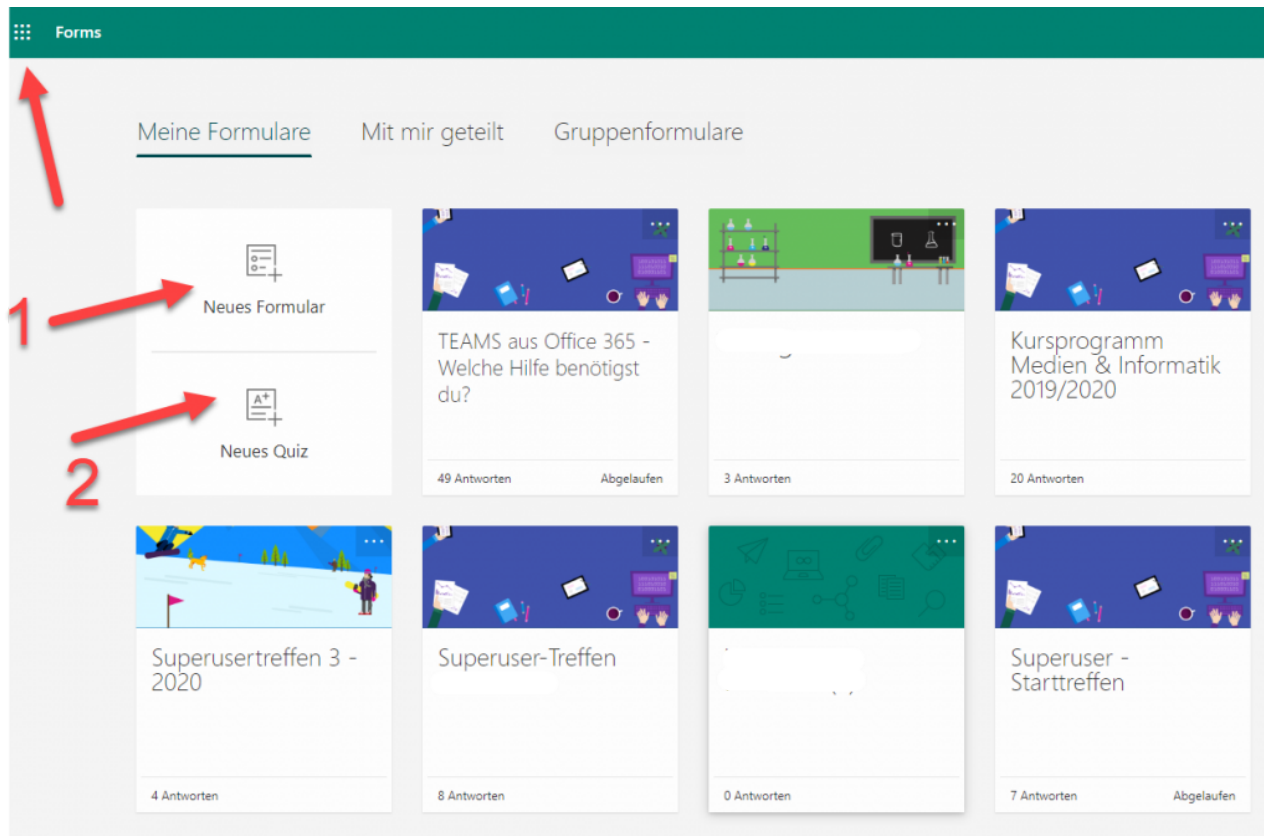 Forms
Meine Formulare
Mit mir geteilt
Gruppenformulare
1
Neues Formular
2
Neues Quiz
TEAMS aus Office 365 -
Welche Hilfe benötigst
du?
49 Antworten
Abgelaufen
3 Antworten
Kursprogramm
Medien & Informatik
2019/2020
20 Antworten
Superusertreffen 3 -
2020
4 Antworten
Superuser-Treffen
8 Antworten
0 Antworten
Superuser -
Starttreffen
7 Antworten
Abgelaufen